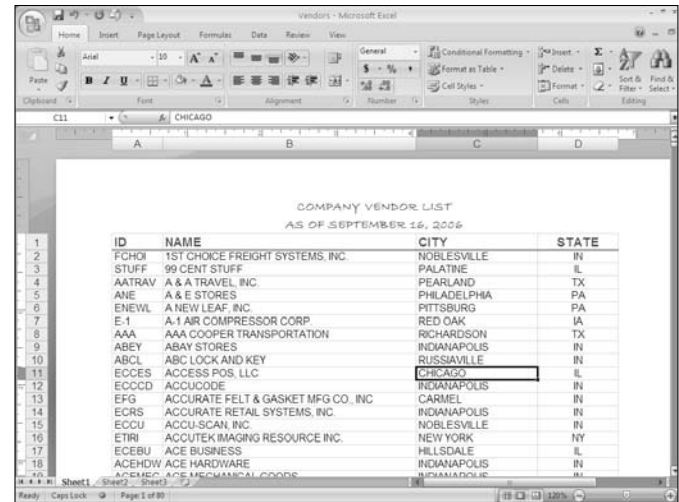 Vendors - Microsoft Excel
Home Insert Page Layout Formulas Data Review View
Arial 10 A A General Conditional Formatting Insert Σ
Paste B I U A $ % , Format as Table Delete Sort & Filter Find & Select
Cell Styles Format
Clipboard Font Alignment Number Styles Cells Editing
C11 fx CHICAGO
A B C D
COMPANY VENDOR LIST
AS OF SEPTEMBER 16, 2006
1 ID NAME CITY STATE
2 FCHOI 1ST CHOICE FREIGHT SYSTEMS, INC. NOBLESVILLE IN
3 STUFF 99 CENT STUFF PALATINE IL
4 AATRAV A & A TRAVEL, INC. PEARLAND TX
5 ANE A & E STORES PHILADELPHIA PA
6 ENEWL A NEW LEAF, INC. PITTSBURG PA
7 E-1 A-1 AIR COMPRESSOR CORP. RED OAK IA
8 AAA AAA COOPER TRANSPORTATION RICHARDSON TX
9 ABEY ABAY STORES INDIANAPOLIS IN
10 ABCL ABC LOCK AND KEY RUSSIAVILLE IN
11 ECCES ACCESS POS, LLC CHICAGO IL
12 ECCCD ACCUCODE INDIANAPOLIS IN
13 EFG ACCURATE FELT & GASKET MFG CO., INC CARMEL IN
14 ECRS ACCURATE RETAIL SYSTEMS, INC. INDIANAPOLIS IN
15 ECCU ACCU-SCAN, INC. NOBLESVILLE IN
16 ETIRI ACCUTEK IMAGING RESOURCE INC. NEW YORK NY
17 ECEBU ACE BUSINESS HILLSDALE IL
18 ACEHDW ACE HARDWARE INDIANAPOLIS IN
19 ACEMEC ACE MECHANICAL GOODS INDIANAPOLIS IN
Sheet1 Sheet2 Sheet3
Ready Caps Lock Page: 1 of 80 120%